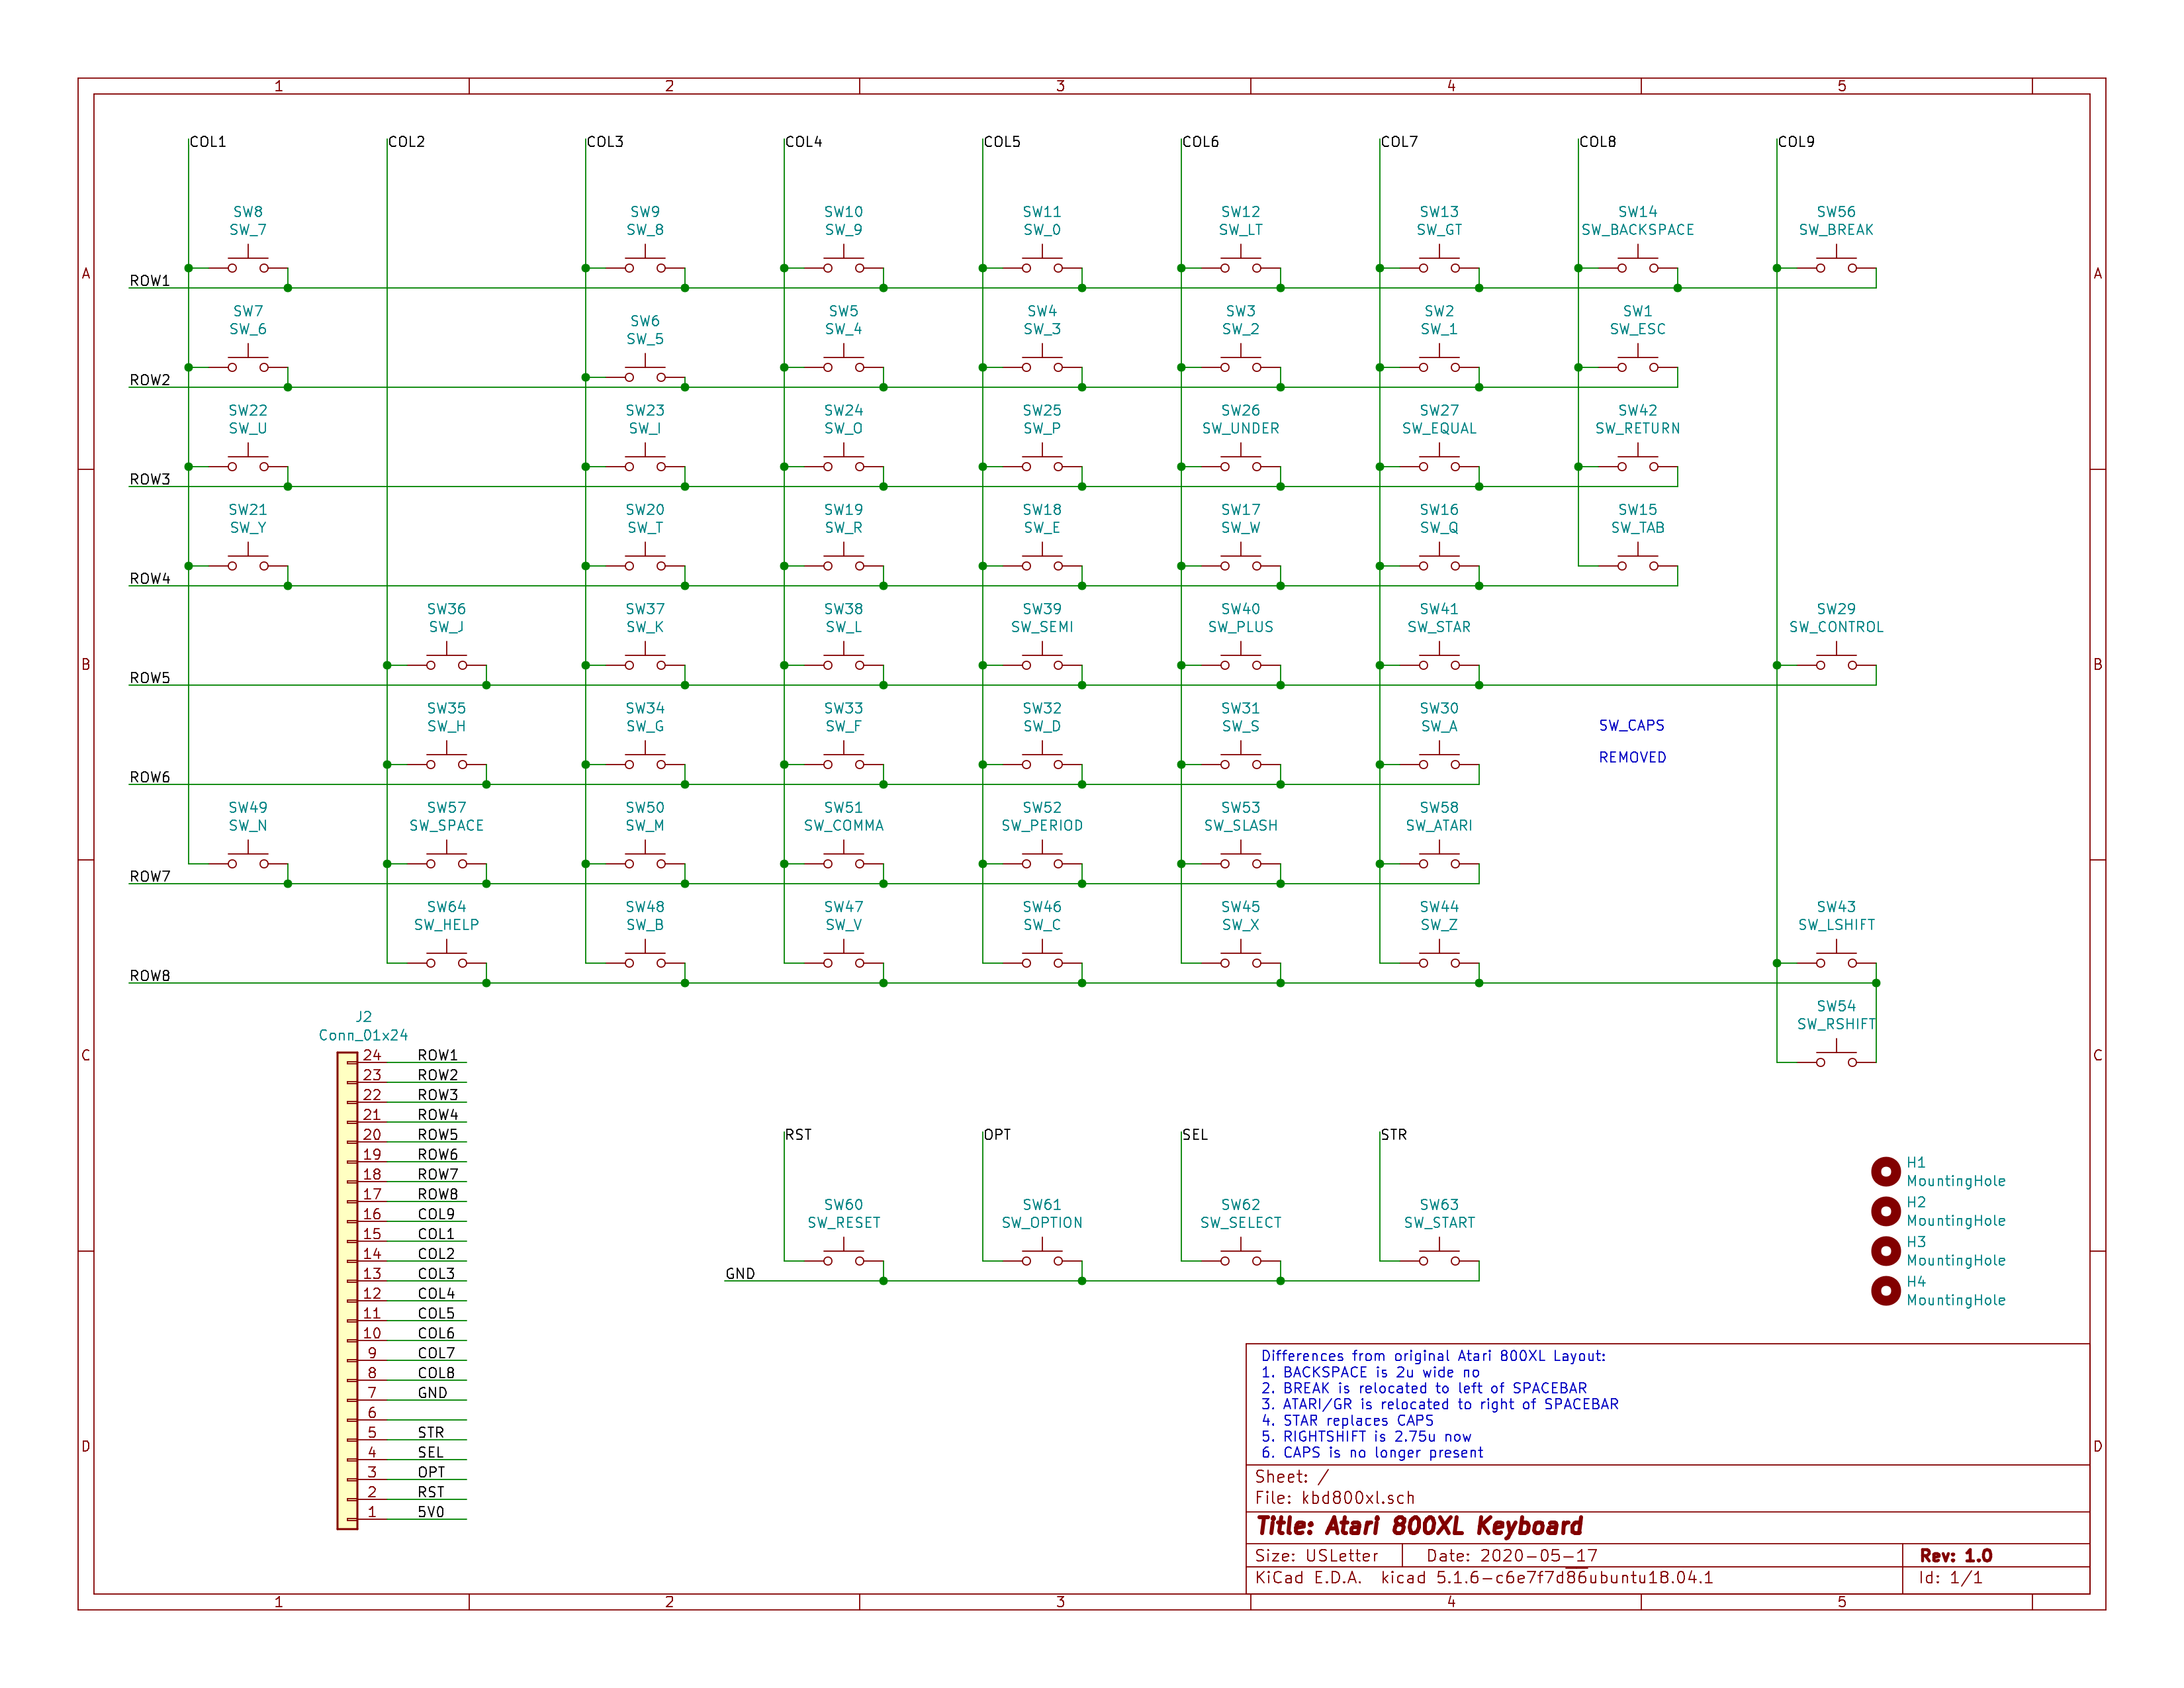 1 2 3 4 5
COL1 COL2 COL3 COL4 COL5 COL6 COL7 COL8 COL9
SW8 SW9 SW10 SW11 SW12 SW13 SW14 SW56
SW_7 SW_8 SW_9 SW_0 SW_LT SW_GT SW_BACKSPACE SW_BREAK
A A
ROW1
SW7 SW6 SW5 SW4 SW3 SW2 SW1
SW_6 SW_5 SW_4 SW_3 SW_2 SW_1 SW_ESC
ROW2
SW22 SW23 SW24 SW25 SW26 SW27 SW42
SW_U SW_I SW_O SW_P SW_UNDER SW_EQUAL SW_RETURN
ROW3
SW21 SW20 SW19 SW18 SW17 SW16 SW15
SW_Y SW_T SW_R SW_E SW_W SW_Q SW_TAB
ROW4
SW36 SW37 SW38 SW39 SW40 SW41 SW29
SW_J SW_K SW_L SW_SEMI SW_PLUS SW_STAR SW_CONTROL
B B
ROW5
SW35 SW34 SW33 SW32 SW31 SW30
SW_H SW_G SW_F SW_D SW_S SW_A SW_CAPS
REMOVED
ROW6
SW49 SW57 SW50 SW51 SW52 SW53 SW58
SW_N SW_SPACE SW_M SW_COMMA SW_PERIOD SW_SLASH SW_ATARI
ROW7
SW64 SW48 SW47 SW46 SW45 SW44 SW43
SW_HELP SW_B SW_V SW_C SW_X SW_Z SW_LSHIFT
ROW8
SW54
SW_RSHIFT
J2
Conn_01x24
C C
24 ROW1
23 ROW2
22 ROW3
21 ROW4
20 ROW5
19 ROW6
18 ROW7
17 ROW8
16 COL9
15 COL1
14 COL2
13 COL3
12 COL4
11 COL5
10 COL6
9 COL7
8 COL8
7 GND
6
5 STR
4 SEL
3 OPT
2 RST
1 5V0
RST OPT SEL STR
SW60 SW61 SW62 SW63
SW_RESET SW_OPTION SW_SELECT SW_START
GND
H1
MountingHole
H2
MountingHole
H3
MountingHole
H4
MountingHole
D D
Differences from original Atari 800XL Layout:
1. BACKSPACE is 2u wide no
2. BREAK is relocated to left of SPACEBAR
3. ATARI/GR is relocated to right of SPACEBAR
4. STAR replaces CAPS
5. RIGHTSHIFT is 2.75u now
6. CAPS is no longer present
Sheet: /
File: kbd800xl.sch
Title: Atari 800XL Keyboard
Size: USLetter Date: 2020-05-17 Rev: 1.0
KiCad E.D.A. kicad 5.1.6-c6e7f7d86ubuntu18.04.1 Id: 1/1
1 2 3 4 5